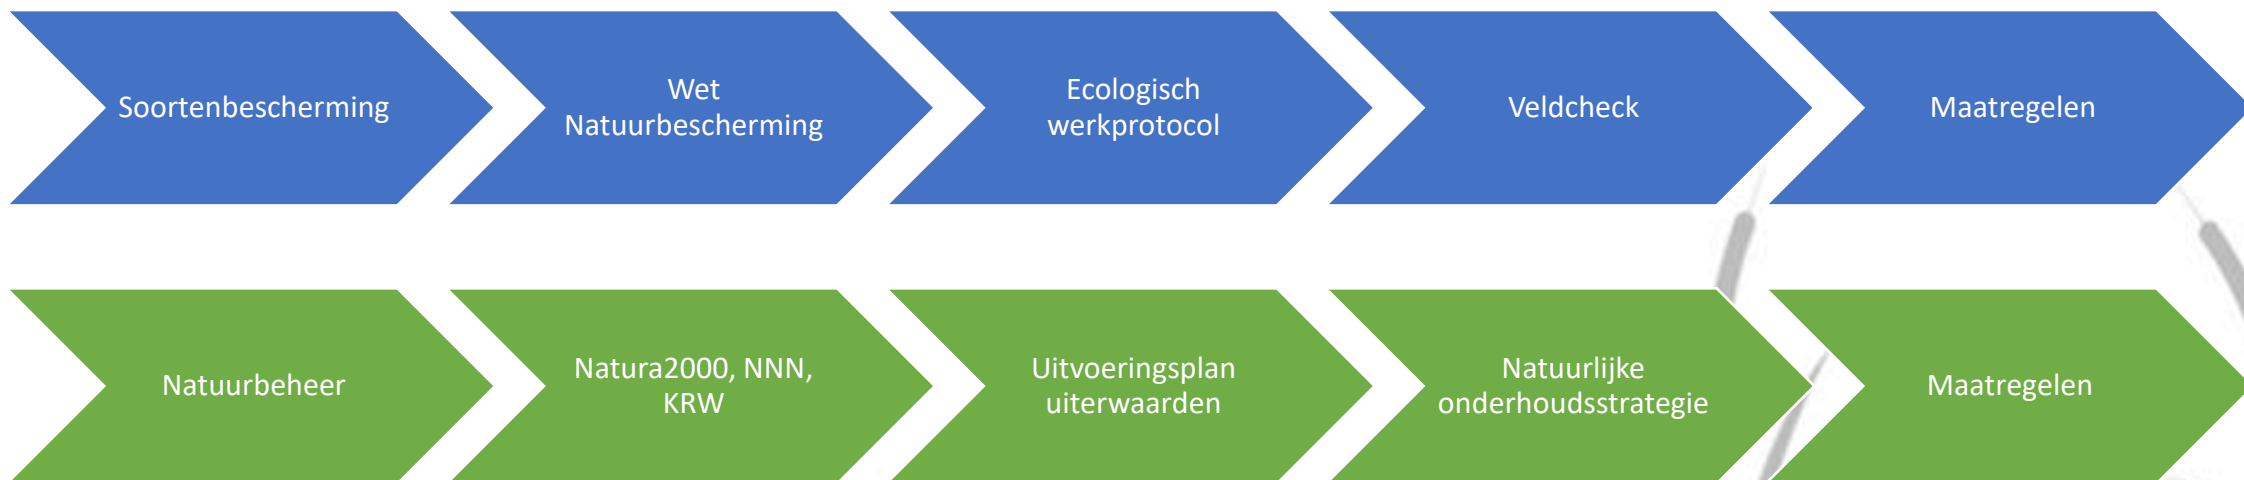 Soortenbescherming
Wet
Natuurbescherming
Ecologisch
werkprotocol
Veldcheck
Maatregelen
Natuurbeheer
Natura2000, NNN,
KRW
Uitvoeringsplan
uiterwaarden
Natuurlijke
onderhoudsstrategie
Maatregelen